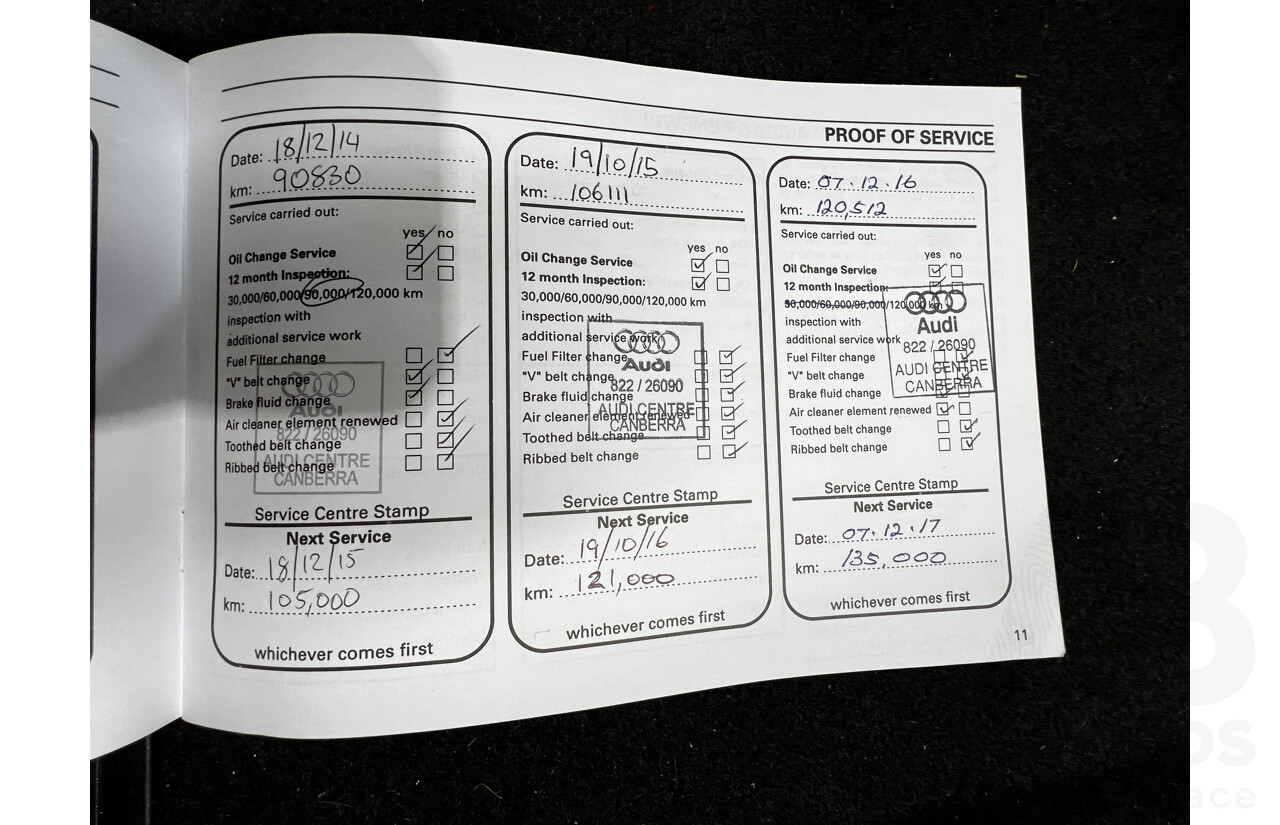 PROOF OF SERVICE
Date: 18/12/14
km: 90830
Service carried out:
yes no
Oil Change Service
12 month Inspection:
30,000/60,000/90,000/120,000 km
inspection with
additional service work
Fuel Filter change
"V" belt change
Brake fluid change
Air cleaner element renewed
Toothed belt change
Ribbed belt change
Audi
822 / 26090
AUDI CENTRE
CANBERRA
Service Centre Stamp
Next Service
Date: 18/12/15
km: 105,000
whichever comes first
Date: 19/10/15
km: 106111
Service carried out:
yes no
Oil Change Service
12 month Inspection:
30,000/60,000/90,000/120,000 km
inspection with
additional service work
Fuel Filter change
"V" belt change
Brake fluid change
Air cleaner element renewed
Toothed belt change
Ribbed belt change
Audi
822 / 26090
AUDI CENTRE
CANBERRA
Service Centre Stamp
Next Service
Date: 19/10/16
km: 121,000
whichever comes first
Date: 07.12.16
km: 120,512
Service carried out:
yes no
Oil Change Service
12 month Inspection:
30,000/60,000/90,000/120,000 km
inspection with
additional service work
Fuel Filter change
"V" belt change
Brake fluid change
Air cleaner element renewed
Toothed belt change
Ribbed belt change
Audi
822 / 26090
AUDI CENTRE
CANBERRA
Service Centre Stamp
Next Service
Date: 07.12.17
km: 135,000
whichever comes first
11